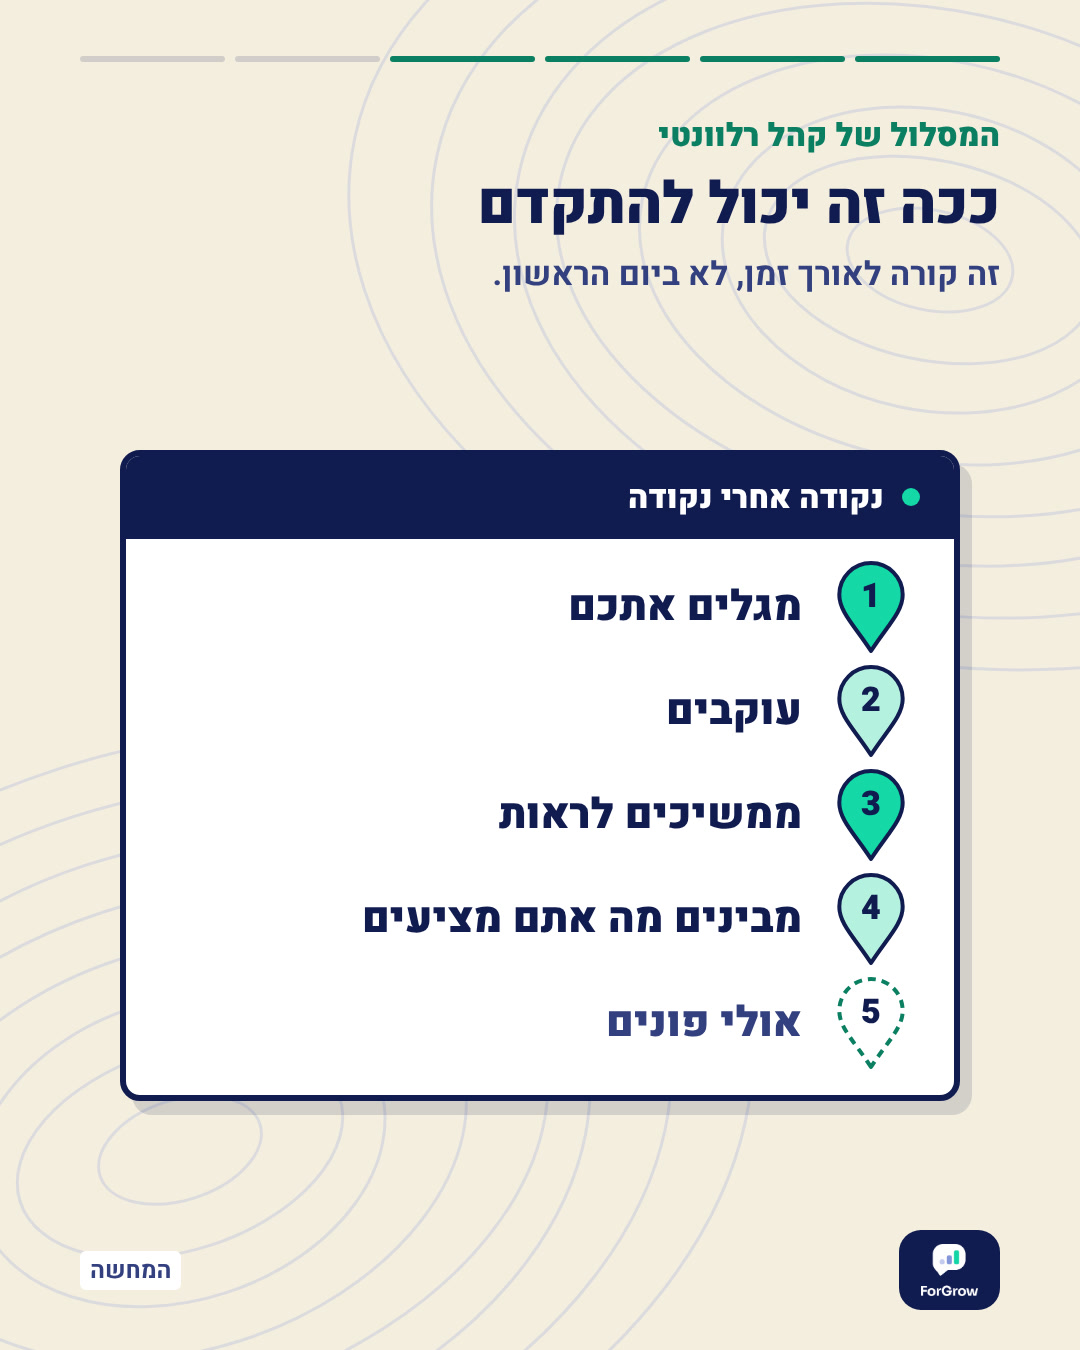 המסלול של קהל רלוונטי
ככה זה יכול להתקדם
זה קורה לאורך זמן, לא ביום הראשון.
נקודה אחרי נקודה
1 מגלים אתכם
2 עוקבים
3 ממשיכים לראות
4 מבינים מה אתם מציעים
5 אולי פונים
ForGrow
המחשה